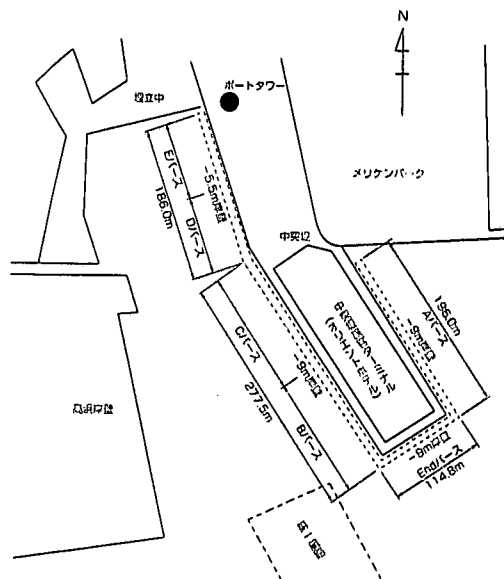 N
ポートタワー
埋立中
メリケンパーク
Eバース
-5.5m岸壁
186.0m
Dバース
中突辺
196.0m
Aバース
-9m岸壁
Cバース
-9m岸壁
277.5m
Bバース
-9m岸壁
Endバース
114.8m